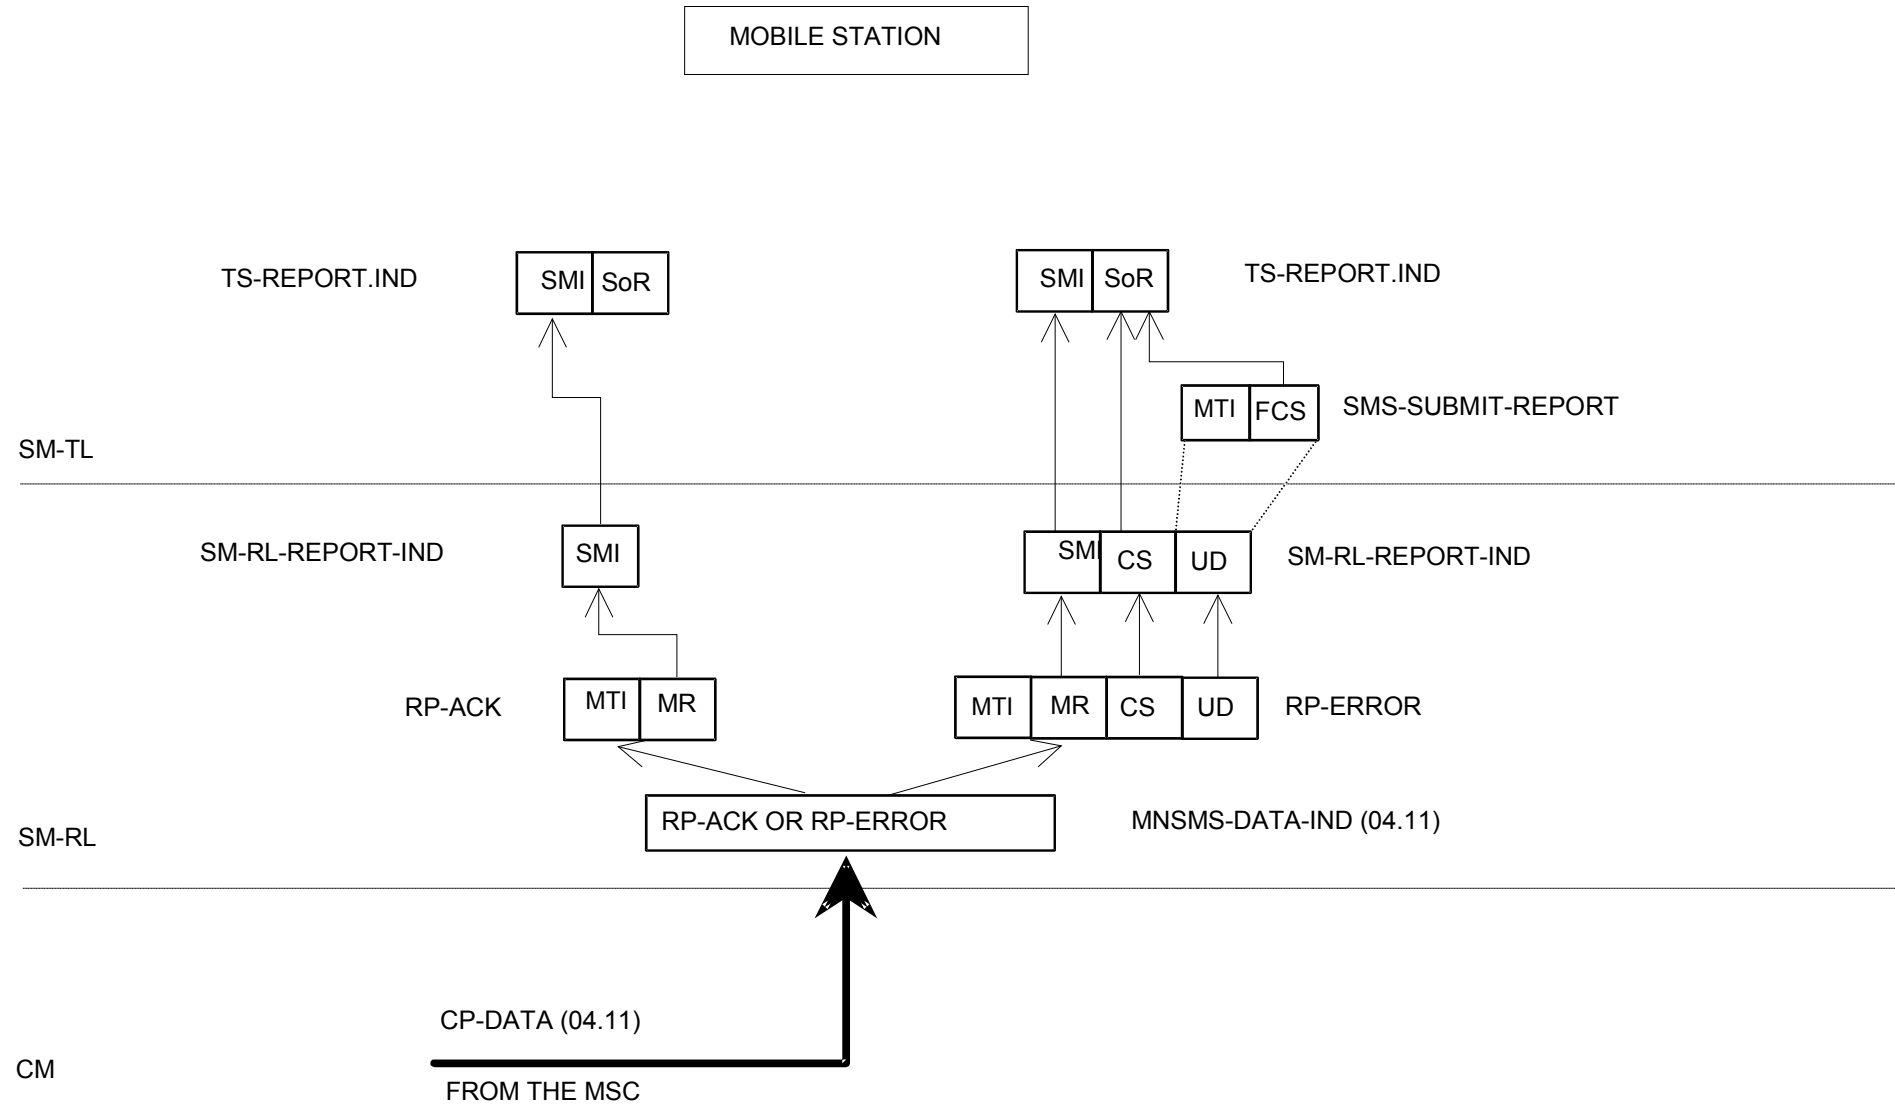 MOBILE STATION
TS-REPORT.IND SMI SoR SMI SoR TS-REPORT.IND
MTI FCS SMS-SUBMIT-REPORT
SM-TL
SM-RL-REPORT-IND SMI SMI CS UD SM-RL-REPORT-IND
RP-ACK MTI MR MTI MR CS UD RP-ERROR
RP-ACK OR RP-ERROR MNSMS-DATA-IND (04.11)
SM-RL
CP-DATA (04.11)
CM
FROM THE MSC